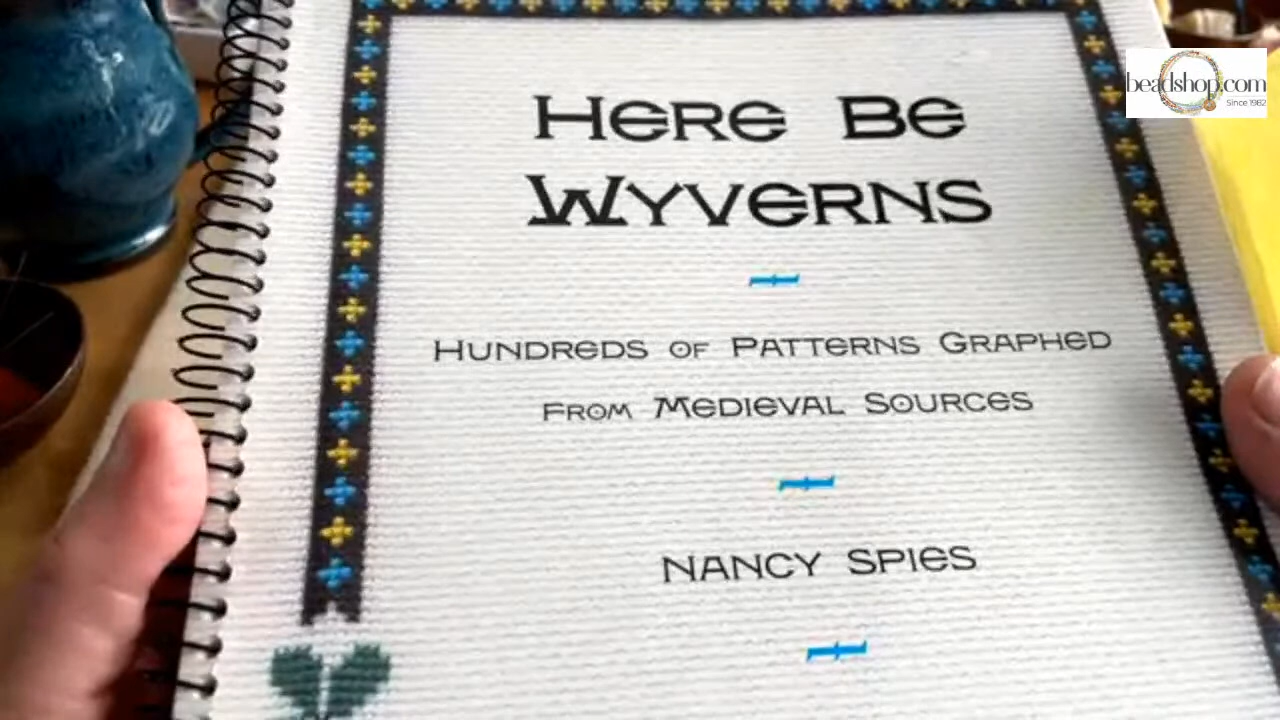 Here Be
Wyverns
Hundreds of Patterns Graphed
From Medieval Sources
Nancy Spies
beadshop.com
Since 1982